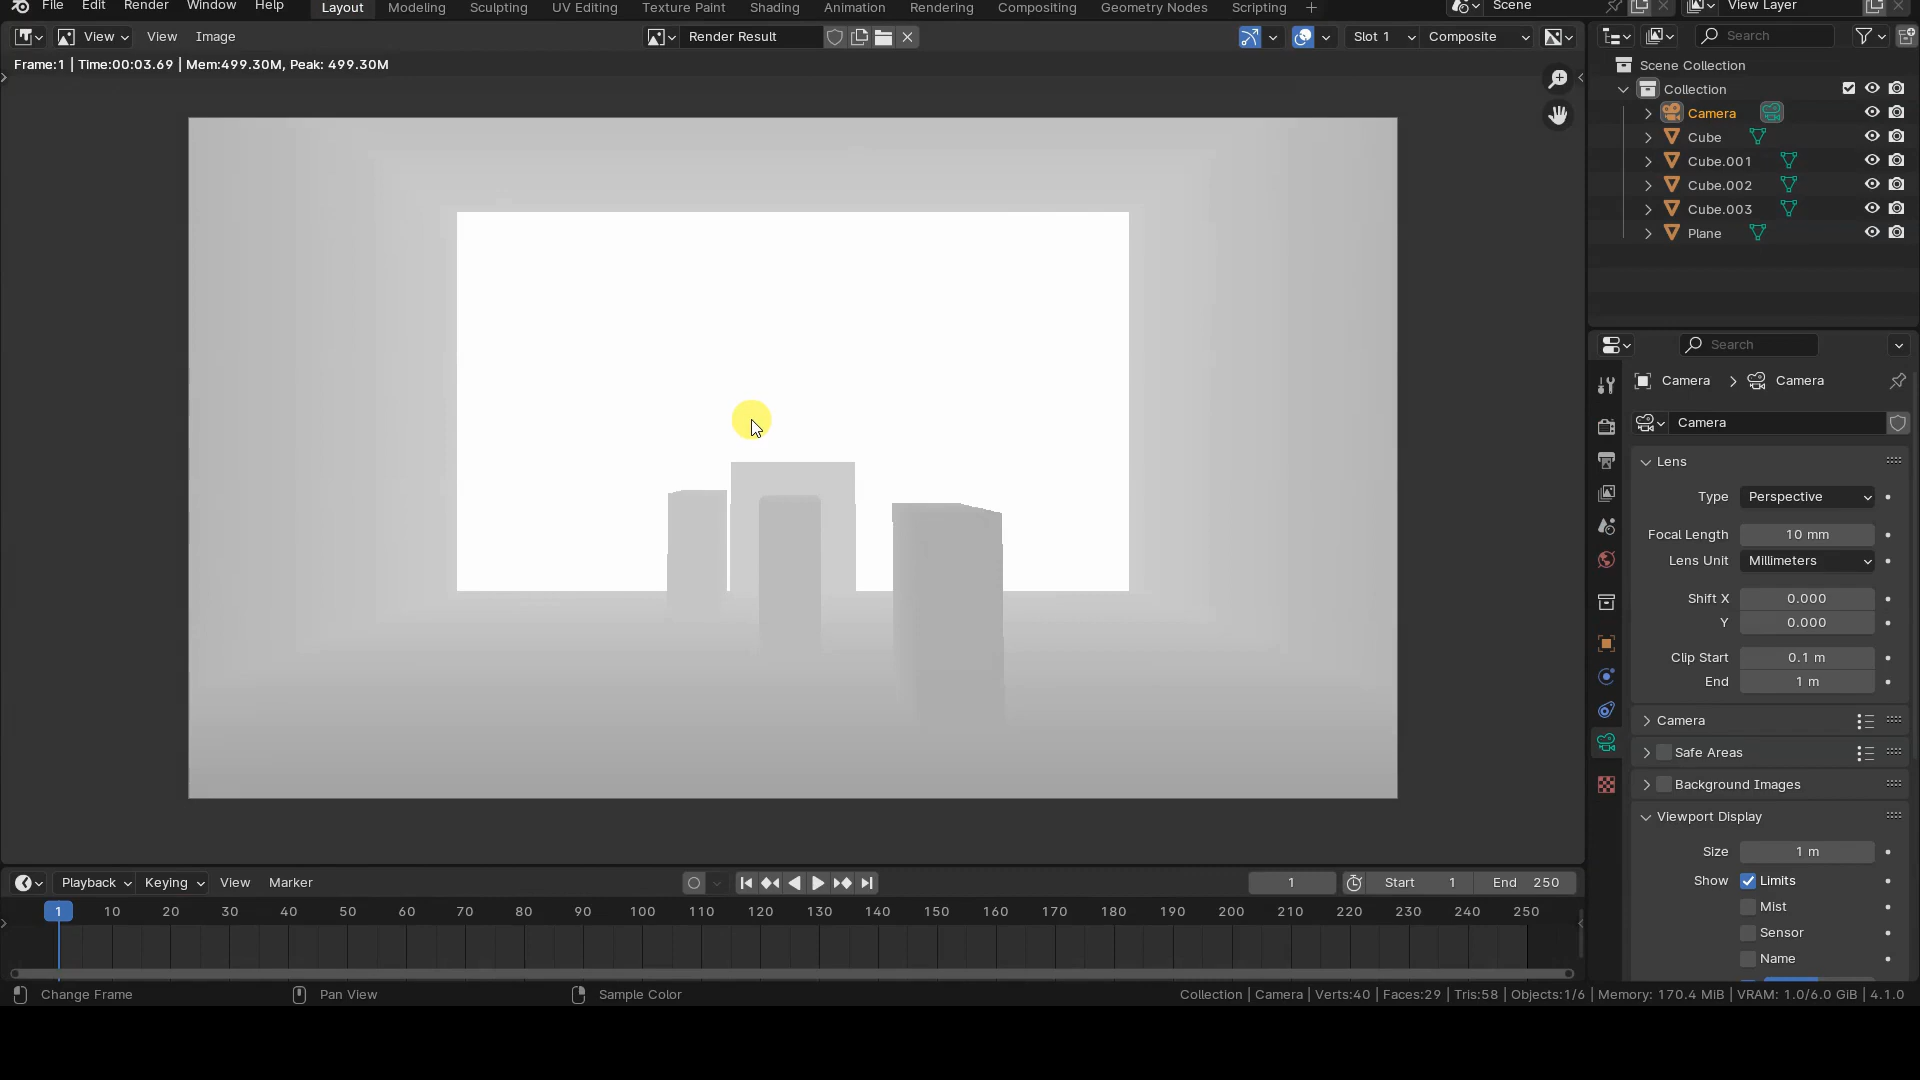 File Edit Render Window Help Layout Modeling Sculpting UV Editing Texture Paint Shading Animation Rendering Compositing Geometry Nodes Scripting + Scene View Layer
View View Image Render Result Slot 1 Composite Search
Frame:1 | Time:00:03.69 | Mem:499.30M, Peak: 499.30M
Scene Collection
Collection
Camera
Cube
Cube.001
Cube.002
Cube.003
Plane
Search
Camera > Camera
Camera
Lens
Type Perspective
Focal Length 10 mm
Lens Unit Millimeters
Shift X 0.000
Y 0.000
Clip Start 0.1 m
End 1 m
Camera
Safe Areas
Background Images
Viewport Display
Size 1 m
Show Limits
Mist
Sensor
Name
Playback Keying View Marker 1 Start 1 End 250
1 10 20 30 40 50 60 70 80 90 100 110 120 130 140 150 160 170 180 190 200 210 220 230 240 250
Change Frame Pan View Sample Color Collection | Camera | Verts:40 | Faces:29 | Tris:58 | Objects:1/6 | Memory: 170.4 MiB | VRAM: 1.0/6.0 GiB | 4.1.0